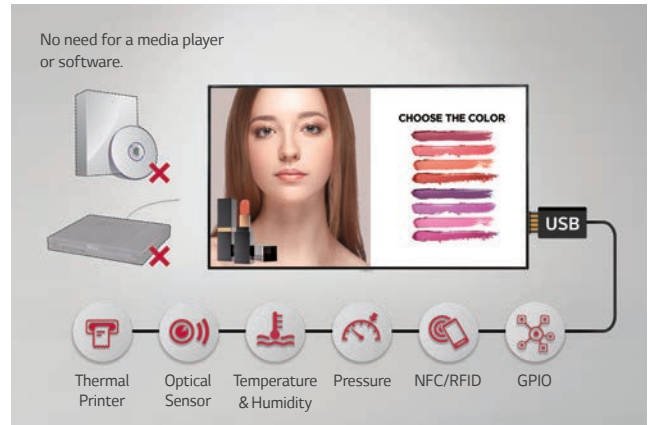 No need for a media player
or software.
CHOOSE THE COLOR
USB
Thermal
Printer
Optical
Sensor
Temperature
& Humidity
Pressure
NFC/RFID
GPIO